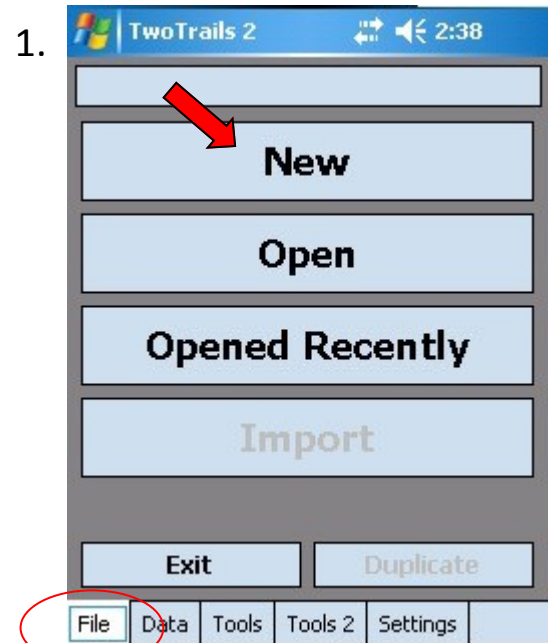 1.
TwoTrails 2 2:38
New
Open
Opened Recently
Import
Exit Duplicate
File Data Tools Tools 2 Settings